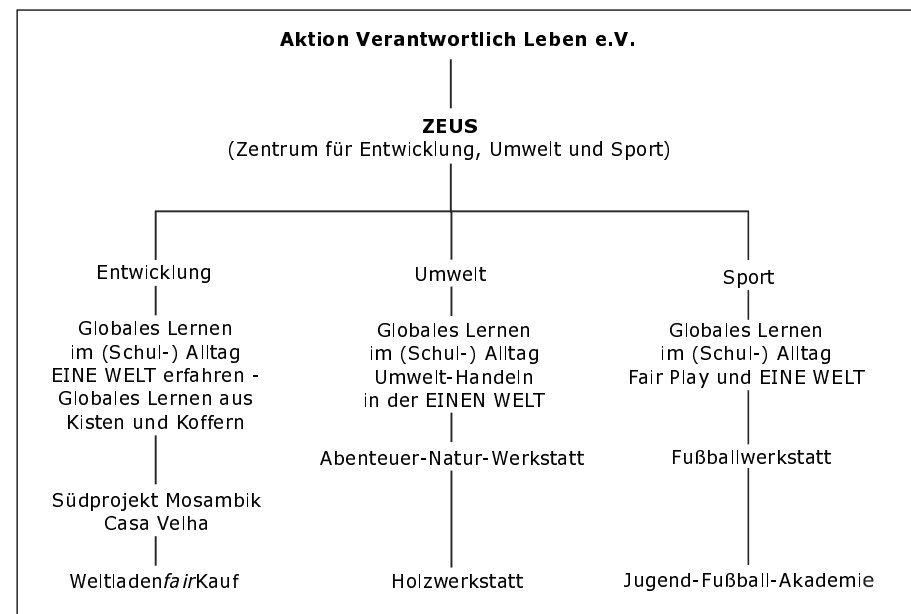 Aktion Verantwortlich Leben e.V.
ZEUS
(Zentrum für Entwicklung, Umwelt und Sport)
Entwicklung
Globales Lernen
im (Schul-) Alltag
EINE WELT erfahren -
Globales Lernen aus
Kisten und Koffern
Südprojekt Mosambik
Casa Velha
WeltladenfairKauf
Umwelt
Globales Lernen
im (Schul-) Alltag
Umwelt-Handeln
in der EINEN WELT
Abenteuer-Natur-Werkstatt
Holzwerkstatt
Sport
Globales Lernen
im (Schul-) Alltag
Fair Play und EINE WELT
Fußballwerkstatt
Jugend-Fußball-Akademie